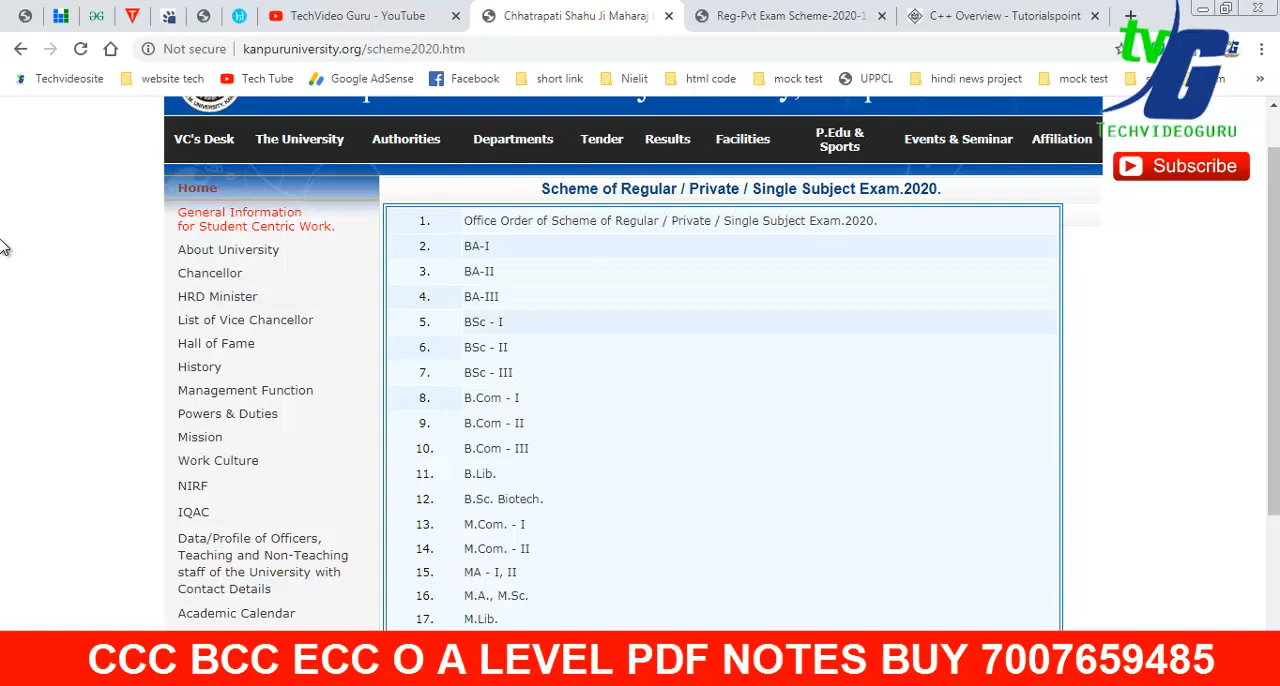 TechVideo Guru - YouTube
Chhatrapati Shahu Ji Maharaj
Reg-Pvt Exam Scheme-2020-1
C++ Overview - Tutorialspoint
Not secure
kanpuruniversity.org/scheme2020.htm
Techvideosite
website tech
Tech Tube
Google AdSense
Facebook
short link
Nielit
html code
mock test
UPPCL
hindi news project
mock test
tvG
TECHVIDEOGURU
Subscribe
VC's Desk
The University
Authorities
Departments
Tender
Results
Facilities
P.Edu &
Sports
Events & Seminar
Affiliation
Home
General Information
for Student Centric Work.
About University
Chancellor
HRD Minister
List of Vice Chancellor
Hall of Fame
History
Management Function
Powers & Duties
Mission
Work Culture
NIRF
IQAC
Data/Profile of Officers,
Teaching and Non-Teaching
staff of the University with
Contact Details
Academic Calendar
Scheme of Regular / Private / Single Subject Exam.2020.
1. Office Order of Scheme of Regular / Private / Single Subject Exam.2020.
2. BA-I
3. BA-II
4. BA-III
5. BSc - I
6. BSc - II
7. BSc - III
8. B.Com - I
9. B.Com - II
10. B.Com - III
11. B.Lib.
12. B.Sc. Biotech.
13. M.Com. - I
14. M.Com. - II
15. MA - I, II
16. M.A., M.Sc.
17. M.Lib.
CCC BCC ECC O A LEVEL PDF NOTES BUY 7007659485